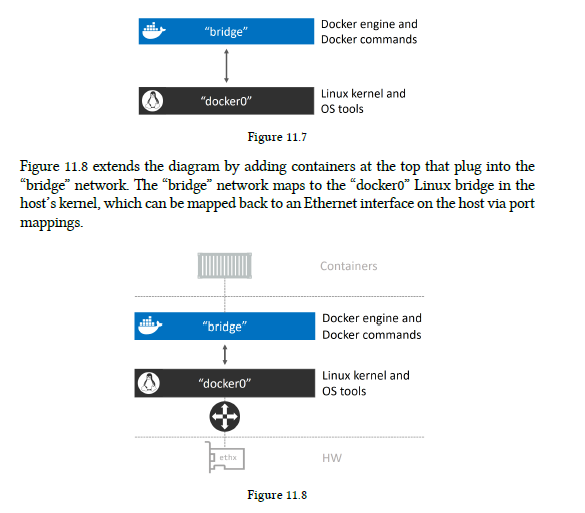 “bridge”
Docker engine and
Docker commands
“docker0”
Linux kernel and
OS tools
Figure 11.7
Figure 11.8 extends the diagram by adding containers at the top that plug into the
“bridge” network. The “bridge” network maps to the “docker0” Linux bridge in the
host’s kernel, which can be mapped back to an Ethernet interface on the host via port
mappings.
Containers
“bridge”
Docker engine and
Docker commands
“docker0”
Linux kernel and
OS tools
ethx
HW
Figure 11.8